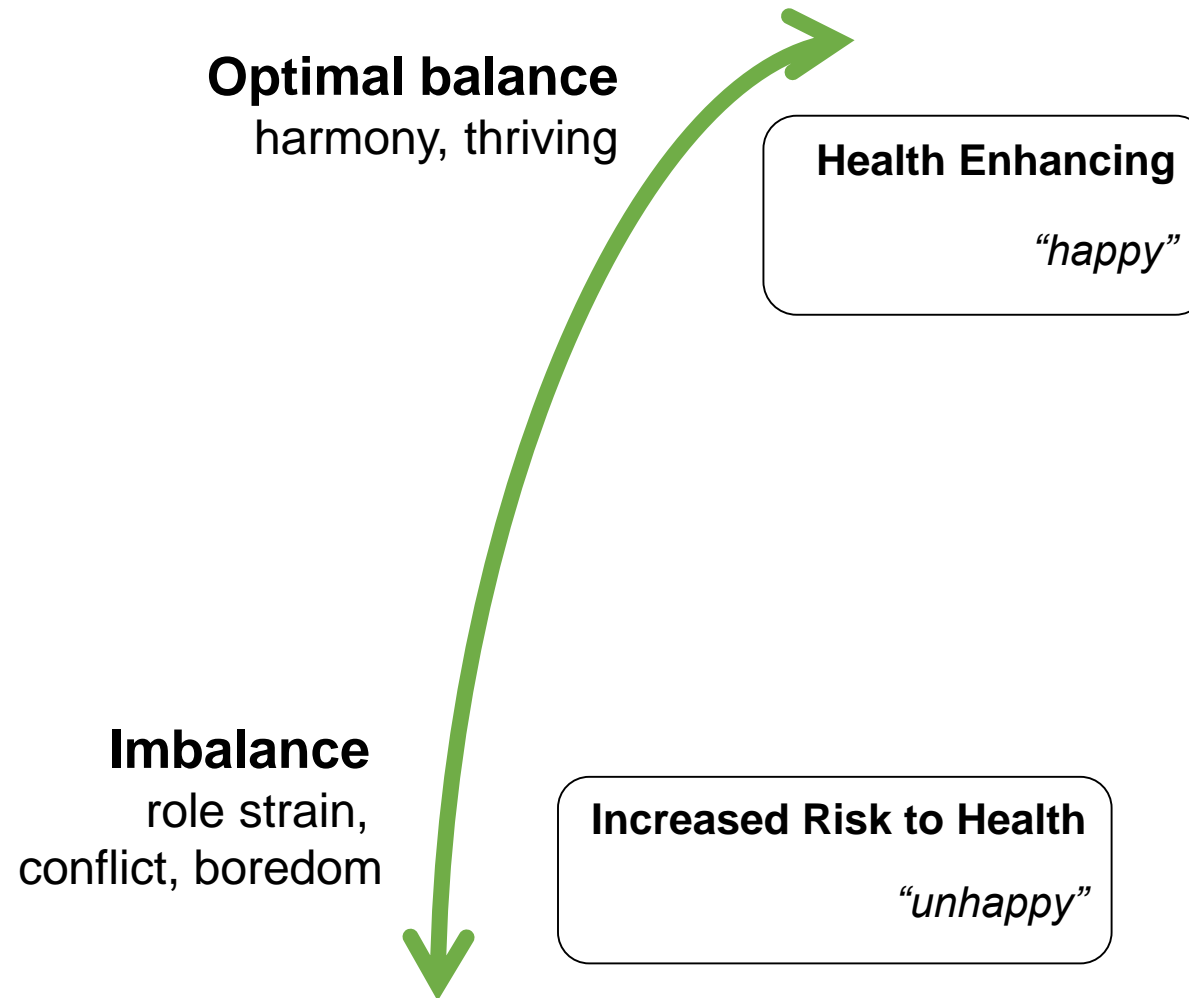 Optimal balance
harmony, thriving
Health Enhancing
“happy”
Imbalance
role strain,
conflict, boredom
Increased Risk to Health
“unhappy”